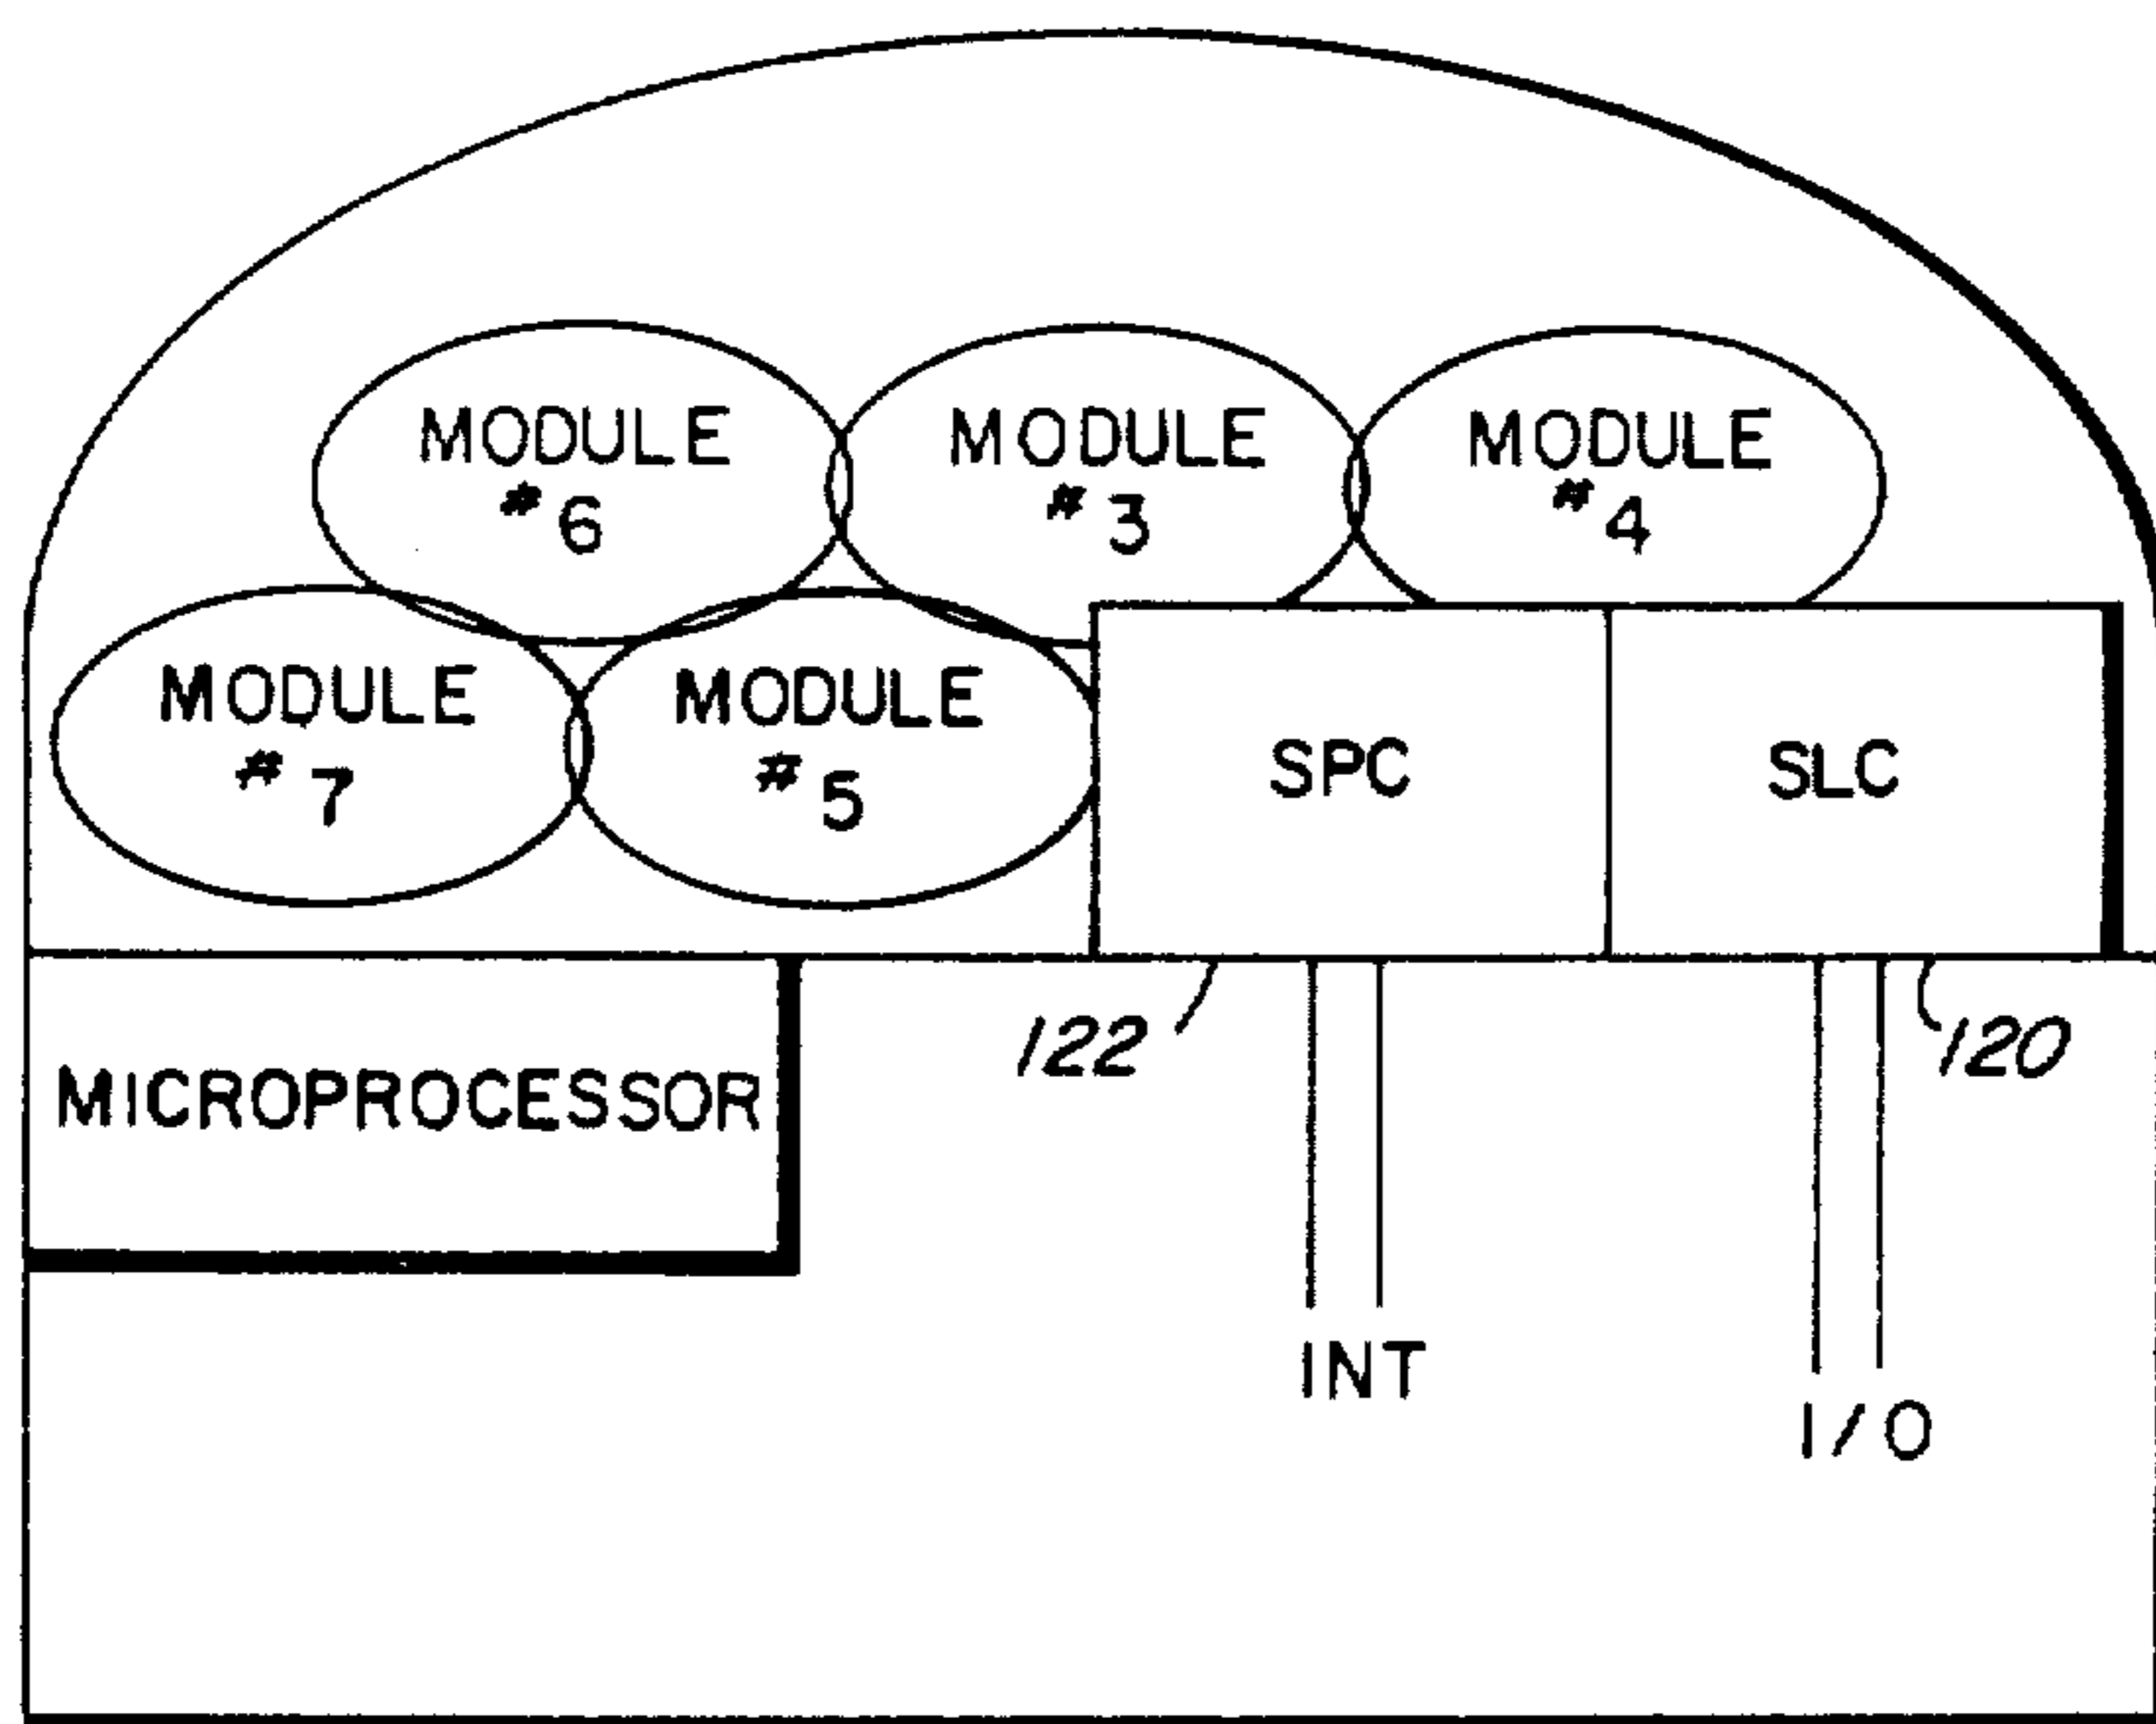 MODULE
#6
MODULE
#3
MODULE
#4
MODULE
#7
MODULE
#5
SPC
SLC
122
120
MICROPROCESSOR
INT
I/O